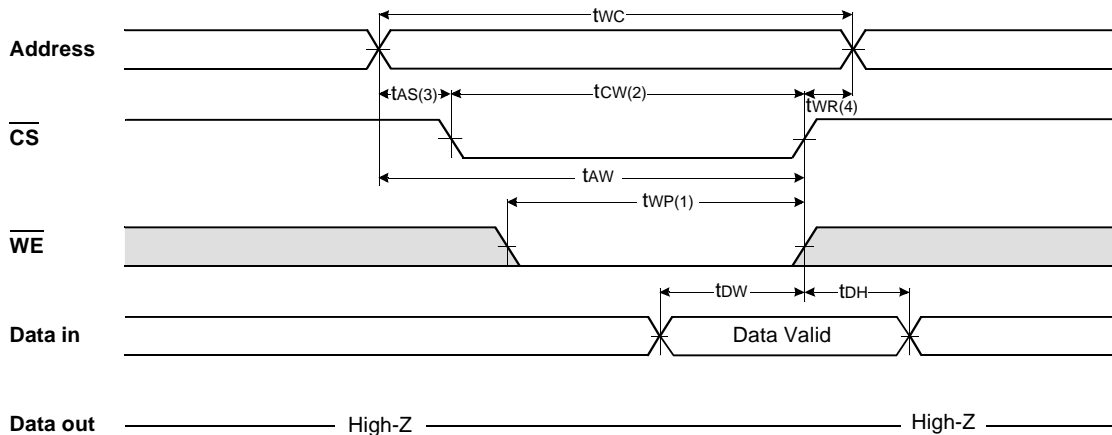 tWC
Address
tAS(3) tCW(2) tWR(4)
CS
tAW
tWP(1)
WE
tDW tDH
Data in Data Valid
Data out High-Z High-Z